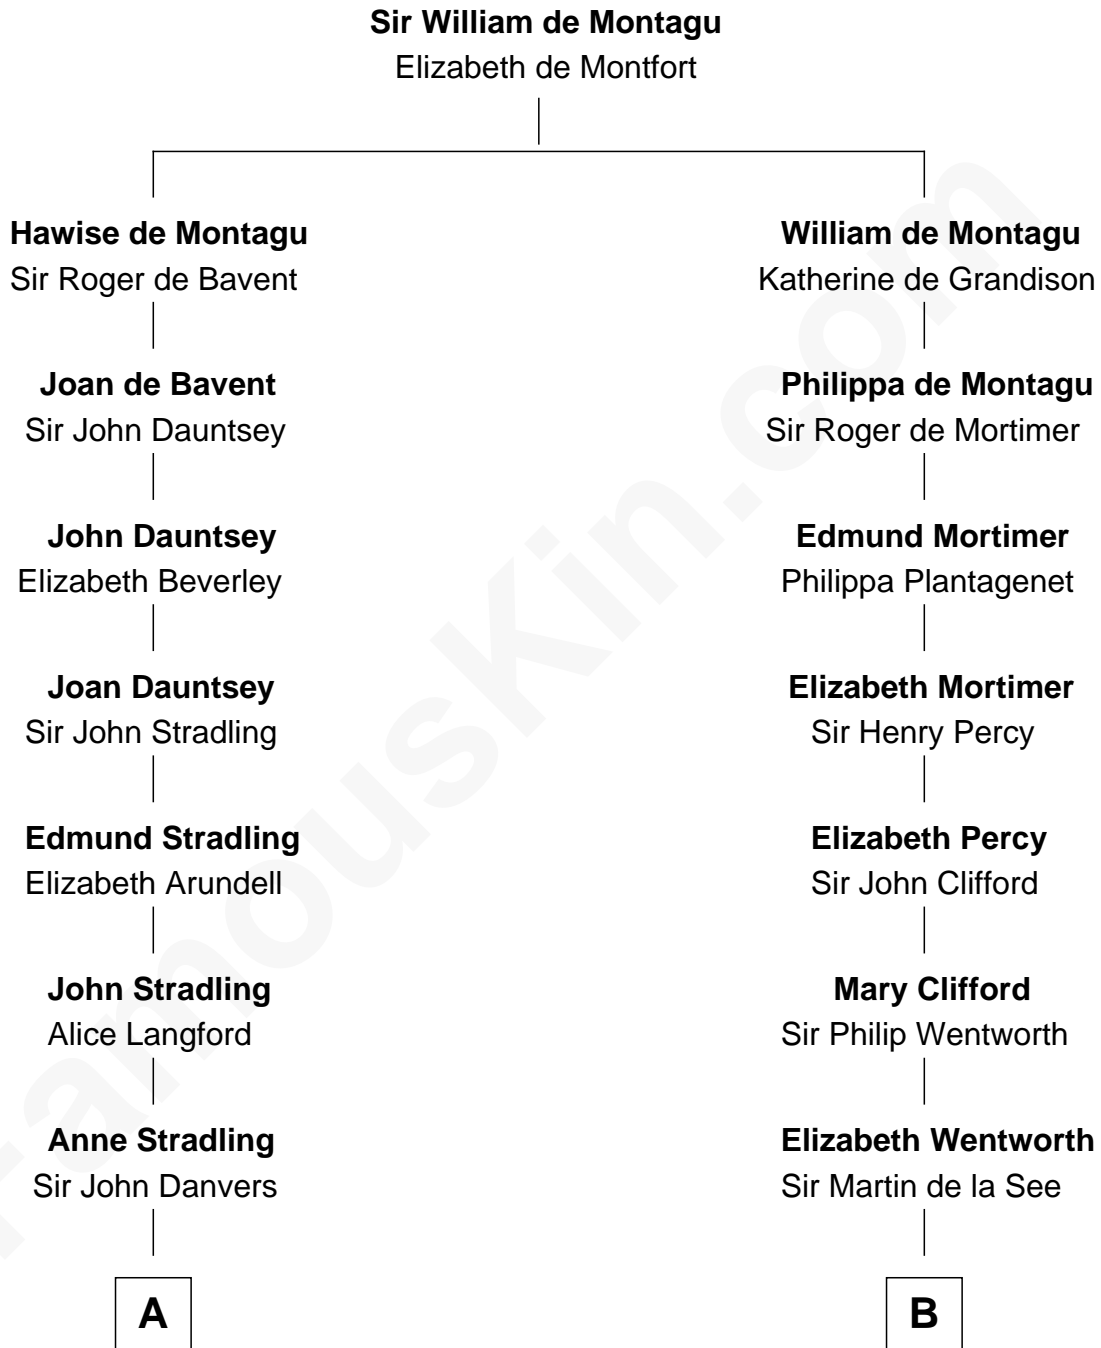 Sir William de Montagu
Elizabeth de Montfort
Hawise de Montagu
Sir Roger de Bavent
William de Montagu
Katherine de Grandison
Joan de Bavent
Sir John Dauntsey
Philippa de Montagu
Sir Roger de Mortimer
John Dauntsey
Elizabeth Beverley
Edmund Mortimer
Philippa Plantagenet
Joan Dauntsey
Sir John Stradling
Elizabeth Mortimer
Sir Henry Percy
Edmund Stradling
Elizabeth Arundell
Elizabeth Percy
Sir John Clifford
John Stradling
Alice Langford
Mary Clifford
Sir Philip Wentworth
Anne Stradling
Sir John Danvers
Elizabeth Wentworth
Sir Martin de la See
A
B
FamousKin.com